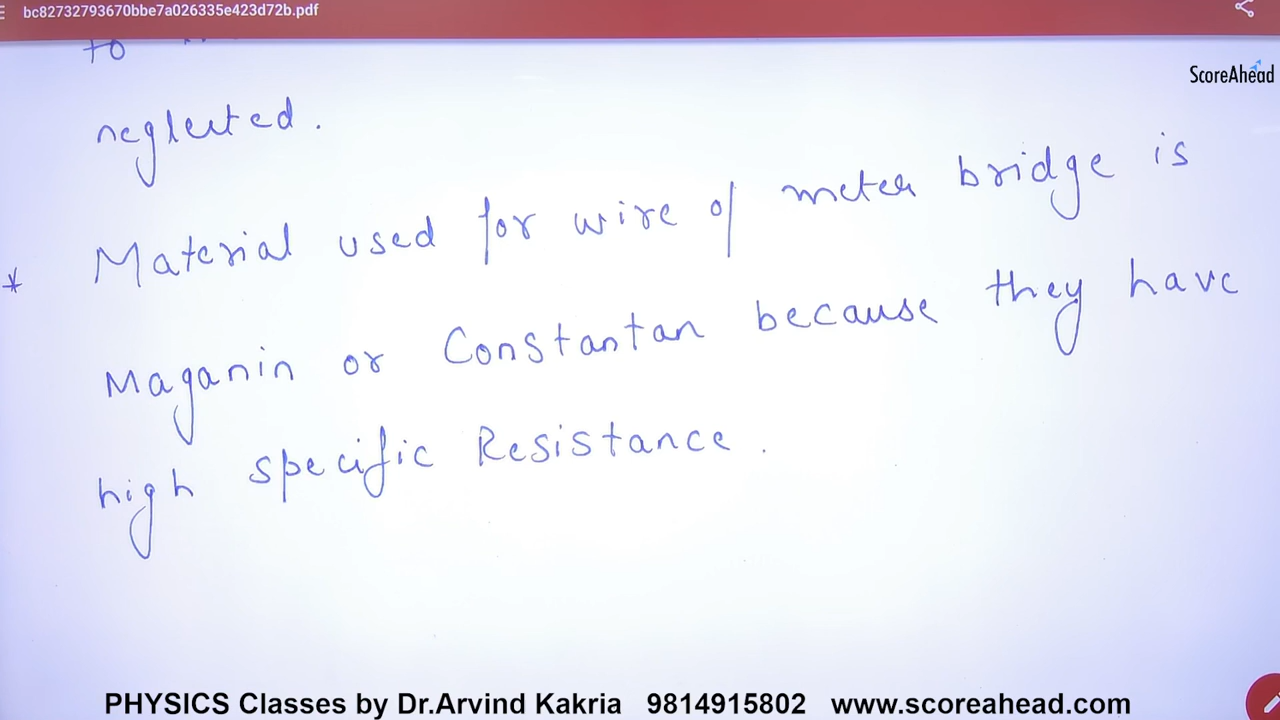 bc82732793670bbe7a026335e423d72b.pdf
ScoreAhead
to
neglected.
* Material used for wire of meter bridge is
Maganin or Constantan because they have
high specific Resistance.
PHYSICS Classes by Dr.Arvind Kakria 9814915802 www.scoreahead.com